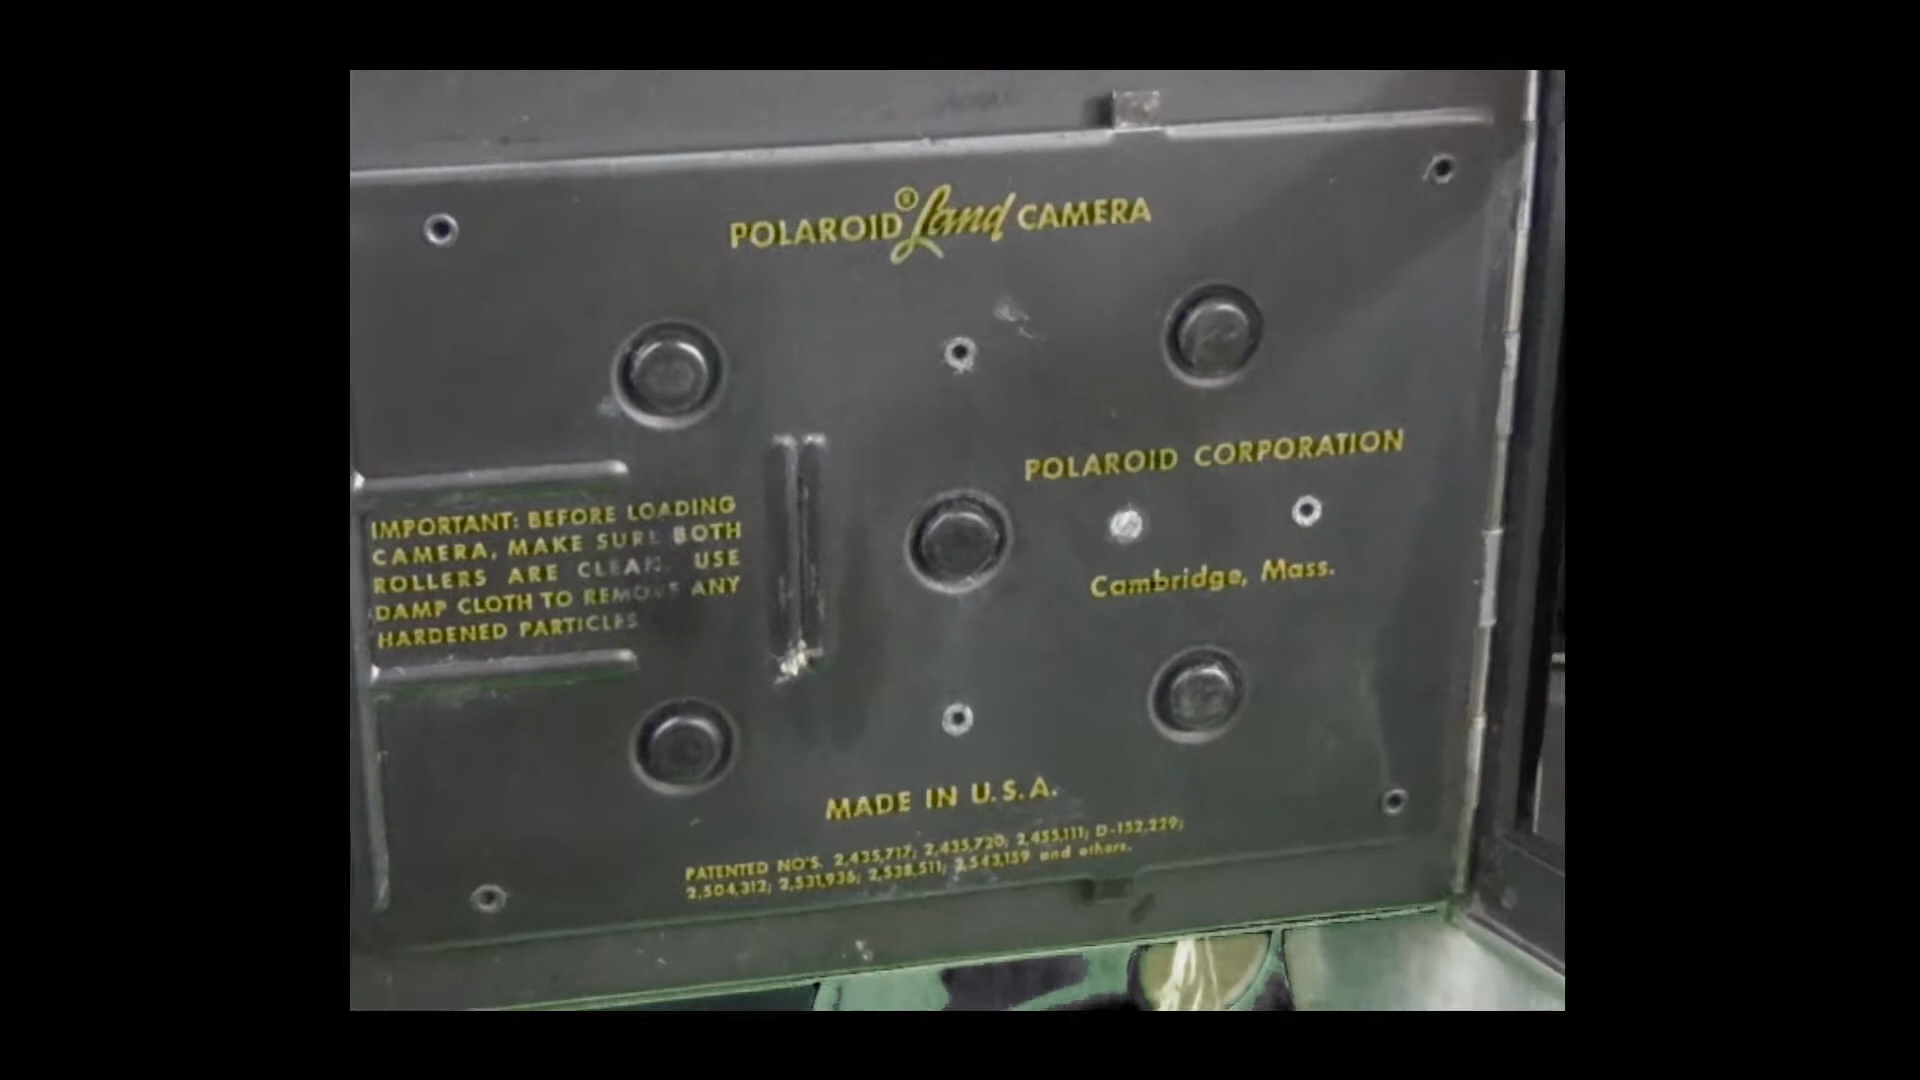 POLAROID® Land CAMERA
POLAROID CORPORATION
IMPORTANT: BEFORE LOADING
CAMERA, MAKE SURE BOTH
ROLLERS ARE CLEAN. USE
DAMP CLOTH TO REMOVE ANY
HARDENED PARTICLES
Cambridge, Mass.
MADE IN U.S.A.
PATENTED NO'S. 2,435,717; 2,435,720; 2,455,111; D-152,229;
2,504,312; 2,531,936; 2,538,511; 2,543,159 and others.